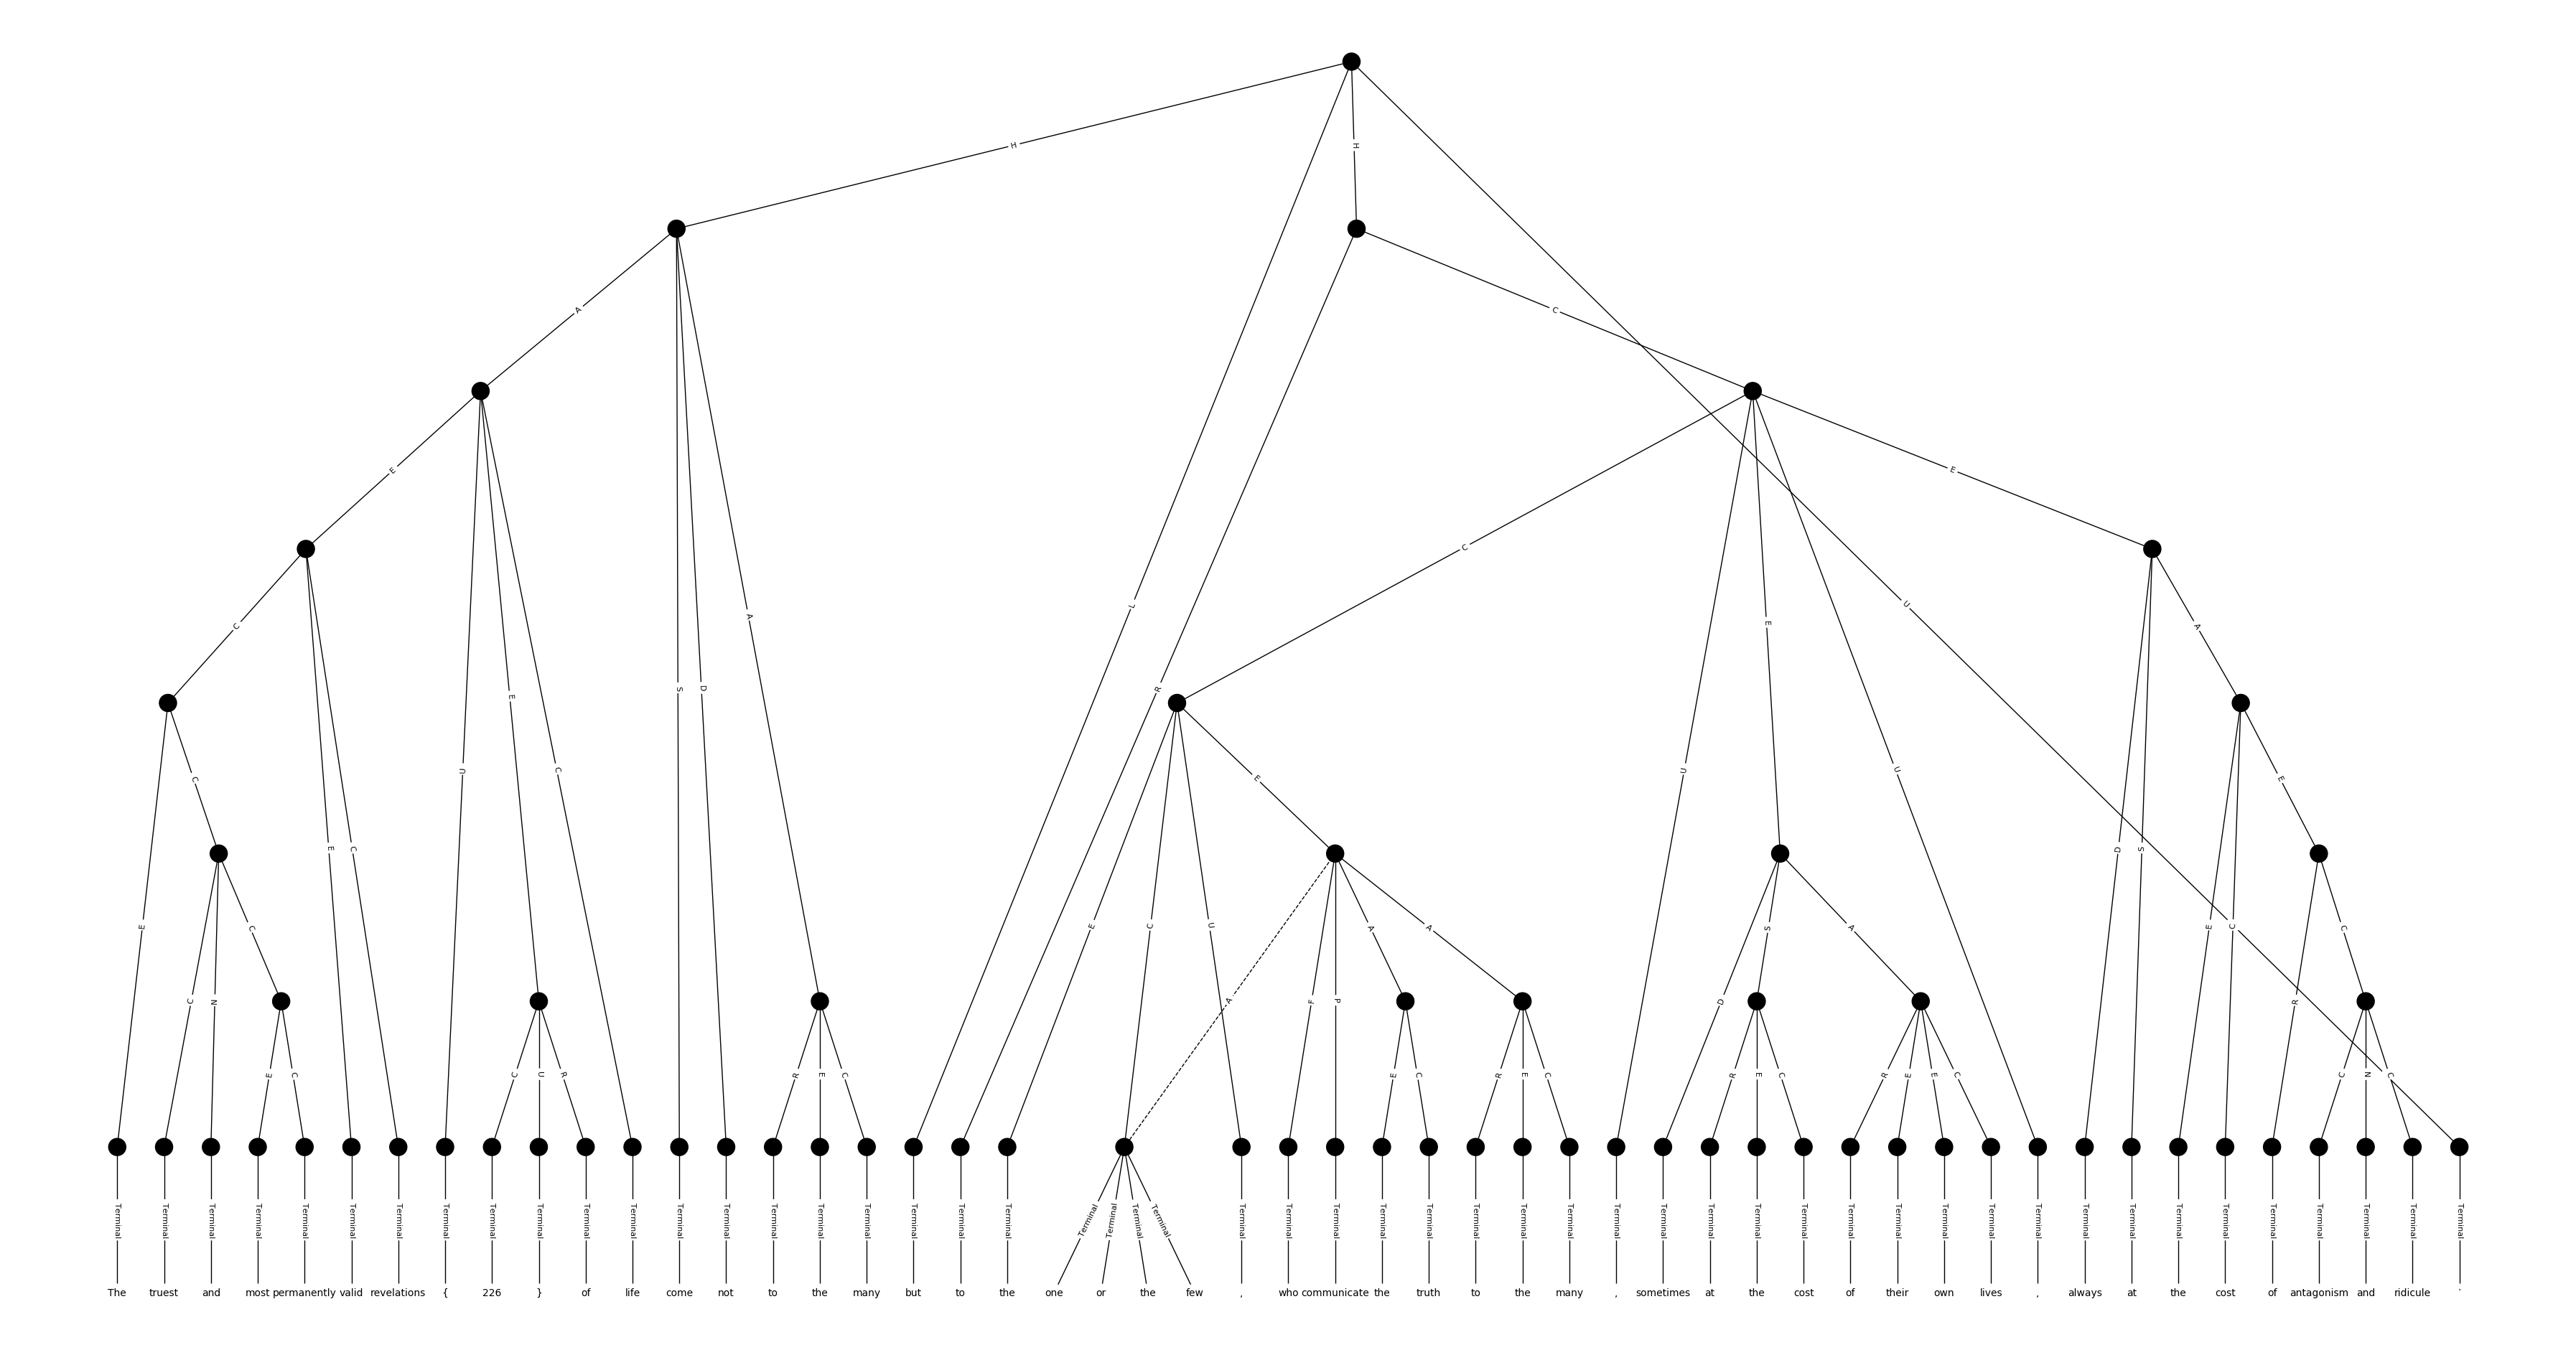 H H
A C
E E
C
L U
A E C A
S D R
E
U C U U
C E E
E C D S
E C E C U A A S A E C C
C N A F P D R
E C C U R R E C E C R E C R E C R E E C C N C
Terminal Terminal Terminal Terminal Terminal Terminal Terminal Terminal Terminal Terminal Terminal Terminal Terminal Terminal Terminal Terminal Terminal Terminal Terminal Terminal Terminal Terminal Terminal Terminal Terminal Terminal Terminal Terminal Terminal Terminal Terminal Terminal Terminal Terminal Terminal Terminal Terminal Terminal Terminal Terminal Terminal Terminal Terminal Terminal Terminal Terminal Terminal Terminal Terminal Terminal Terminal
The truest and most permanently valid revelations { 226 } of life come not to the many but to the one or the few , who communicate the truth to the many , sometimes at the cost of their own lives , always at the cost of antagonism and ridicule .